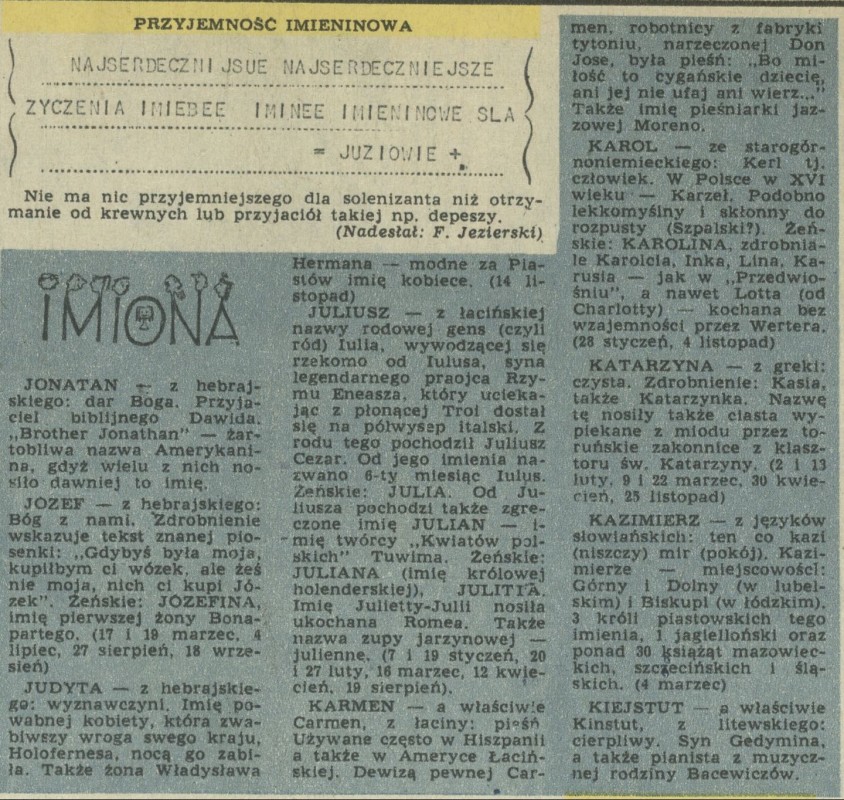 PRZYJEMNOŚĆ IMIENINOWA
NAJSERDECZNIJSUE NAJSERDECZNIEJSZE
ZYCZENIA IMIEBEE IMINEE IMIENINOWE SLA
= JUZIOWIE +
Nie ma nic przyjemniejszego dla solenizanta niż otrzy-
manie od krewnych lub przyjaciół takiej np. depeszy.
(Nadesłał: F. Jezierski)
IMIONA
JONATAN — z hebraj-
skiego: dar Boga. Przyja-
ciel biblijnego Dawida.
„Brother Jonathan" — żar-
tobliwa nazwa Amerykani-
na, gdyż wielu z nich no-
siło dawniej to imię.
JÓZEF — z hebrajskiego:
Bóg z nami. Zdrobnienie
wskazuje tekst znanej pio-
senki: „Gdybyś była moja,
kupiłbym ci wózek, ale żeś
nie moja, nich ci kupi Jó-
zek". Żeńskie: JÓZEFINA,
imię pierwszej żony Bona-
partego. (17 i 19 marzec, 4
lipiec, 27 sierpień, 18 wrze-
sień)
JUDYTA — z hebrajskie-
go: wyznawczyni. Imię po-
wabnej kobiety, która zwa-
biwszy wroga swego kraju,
Holofernesa, nocą go zabi-
ła. Także żona Władysława
Hermana — modne za Pia-
stów imię kobiece. (14 li-
stopad)
JULIUSZ — z łacińskiej
nazwy rodowej gens (czyli
ród) Iulia, wywodzącej się
rzekomo od Iulusa, syna
legendarnego praojca Rzy-
mu Eneasza, który ucieka-
jąc z płonącej Troi dostał
się na półwysep italski. Z
rodu tego pochodził Juliusz
Cezar. Od jego imienia na-
zwano 6-ty miesiąc Iulus.
Żeńskie: JULIA. Od Ju-
liusza pochodzi także zgre-
czone imię JULIAN — i-
mię twórcy „Kwiatów pol-
skich" Tuwima. Żeńskie:
JULIANA (imię królowej
holenderskiej), JULITTA.
Imię Julietty-Julii nosiła
ukochana Romea. Także
nazwa zupy jarzynowej —
julienne. (7 i 19 styczeń, 20
i 27 luty, 16 marzec, 12 kwie-
cień, 19 sierpień).
KARMEN — a właściwie
Carmen, z łaciny: pieśń
Używane często w Hiszpanii
a także w Ameryce Łaciń-
skiej. Dewizą pewnej Car-
men, robotnicy z fabryki
tytoniu, narzeczonej Don
Jose, była pieśń: „Bo mi-
łość to cygańskie dziecię,
ani jej nie ufaj ani wierz..."
Także imię pieśniarki jaz-
zowej Moreno.
KAROL — ze starogór-
noniemieckiego: Kerl tj.
człowiek. W Polsce w XVI
wieku — Karzeł. Podobno
lekkomyślny i skłonny do
rozpusty (Szpalski?). Żeń-
skie: KAROLINA, zdrobnia-
le Karolcia, Inka, Lina, Ka-
rusia — jak w „Przedwio-
śniu", a nawet Lotta (od
Charlotty) — kochana bez
wzajemności przez Wertera.
(28 styczeń, 4 listopad)
KATARZYNA — z greki:
czysta. Zdrobnienie: Kasia,
także Katarzynka. Nazwę
tę nosiły także ciasta wy-
piekane z miodu przez to-
ruńskie zakonnice z klasz-
toru św. Katarzyny. (2 i 13
luty, 9 i 22 marzec, 30 kwie-
cień, 25 listopad)
KAZIMIERZ — z języków
słowiańskich: ten co kazi
(niszczy) mir (pokój). Kazi-
mierze — miejscowości:
Górny i Dolny (w lubel-
skim) i Biskupi (w łódzkim).
3 króli piastowskich tego
imienia, 1 jagielloński oraz
ponad 30 książąt mazowiec-
kich, szczecińskich i ślą-
skich. (4 marzec)
KIEJSTUT — a właściwie
Kinstut, z litewskiego:
cierpliwy. Syn Gedymina,
a także pianista z muzycz-
nej rodziny Bacewiczów.